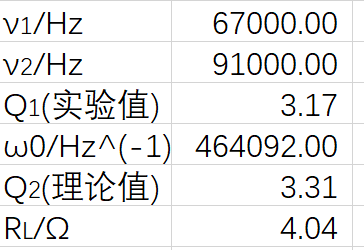 ν1/Hz 67000.00
ν2/Hz 91000.00
Q1(实验值) 3.17
ω0/Hz^(-1) 464092.00
Q2(理论值) 3.31
RL/Ω 4.04